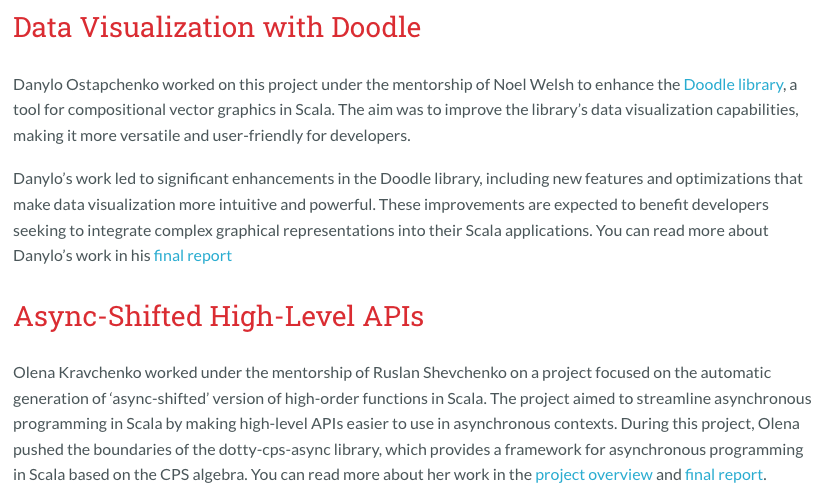 Data Visualization with Doodle
Danylo Ostapchenko worked on this project under the mentorship of Noel Welsh to enhance the Doodle library, a
tool for compositional vector graphics in Scala. The aim was to improve the library’s data visualization capabilities,
making it more versatile and user-friendly for developers.
Danylo’s work led to significant enhancements in the Doodle library, including new features and optimizations that
make data visualization more intuitive and powerful. These improvements are expected to benefit developers
seeking to integrate complex graphical representations into their Scala applications. You can read more about
Danylo’s work in his final report
Async-Shifted High-Level APIs
Olena Kravchenko worked under the mentorship of Ruslan Shevchenko on a project focused on the automatic
generation of ‘async-shifted’ version of high-order functions in Scala. The project aimed to streamline asynchronous
programming in Scala by making high-level APIs easier to use in asynchronous contexts. During this project, Olena
pushed the boundaries of the dotty-cps-async library, which provides a framework for asynchronous programming
in Scala based on the CPS algebra. You can read more about her work in the project overview and final report.